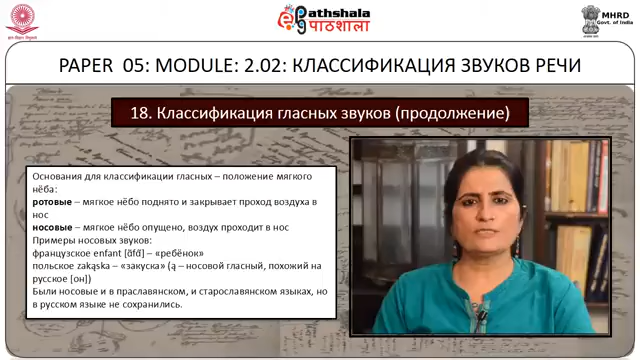 Pathshala
पाठशाला
MHRD
Govt. of India
PAPER 05: MODULE: 2.02: КЛАССИФИКАЦИЯ ЗВУКОВ РЕЧИ
18. Классификация гласных звуков (продолжение)
Основания для классификации гласных – положение мягкого
нёба:
ротовые – мягкое нёбо поднято и закрывает проход воздуха в
нос
носовые – мягкое нёбо опущено, воздух проходит в нос
Примеры носовых звуков:
французское enfant [ɑ̃fɑ̃] – «ребёнок»
польское zakąska – «закуска» (ą – носовой гласный, похожий на
русское [он])
Были носовые и в праславянском, и старославянском языках, но
в русском языке не сохранились.